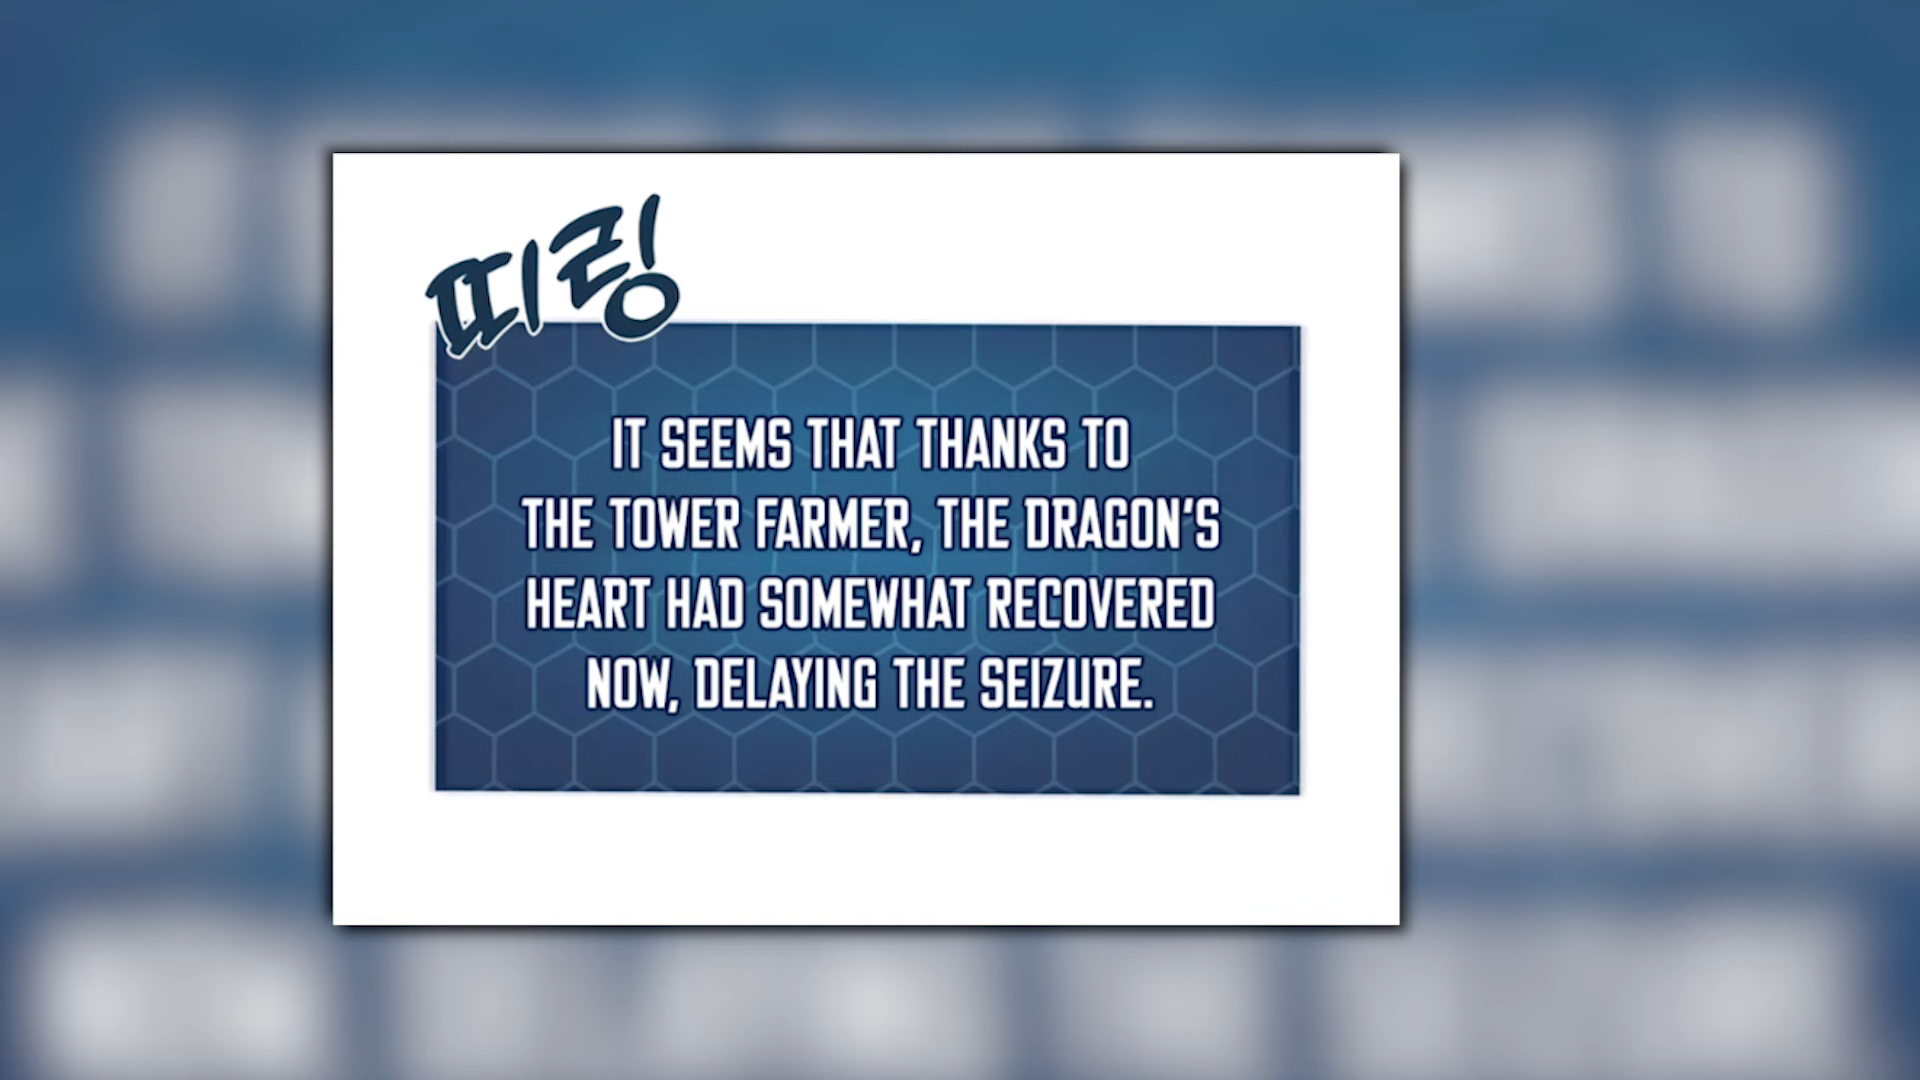 띠링
IT SEEMS THAT THANKS TO
THE TOWER FARMER, THE DRAGON'S
HEART HAD SOMEWHAT RECOVERED
NOW, DELAYING THE SEIZURE.